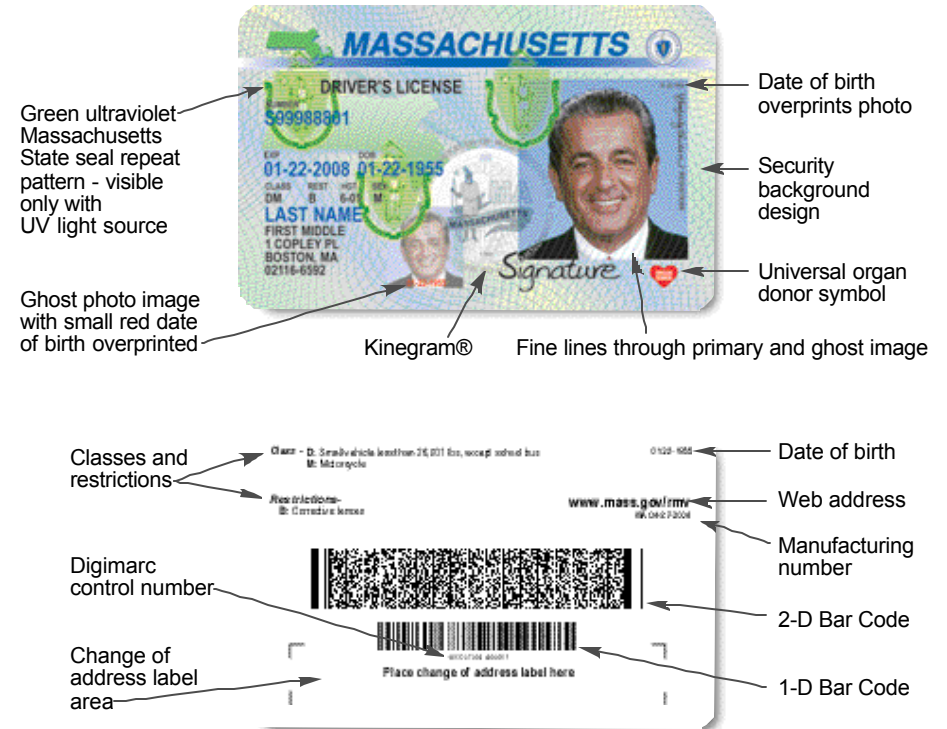 MASSACHUSETTS
DRIVER'S LICENSE
NUMBER
S99988801
EXP DOB
01-22-2008 01-22-1955
CLASS REST HGT SEX
DM B 6-01 M
LAST NAME
FIRST MIDDLE
1 COPLEY PL
BOSTON, MA
02116-6592
MASSACHUSETTS
Signature
Green ultraviolet
Massachusetts
State seal repeat
pattern - visible
only with
UV light source
Ghost photo image
with small red date
of birth overprinted
Kinegram®
Fine lines through primary and ghost image
Date of birth
overprints photo
Security
background
design
Universal organ
donor symbol
Classes and
restrictions
Class - D: Small vehicle less than 26,001 lbs, except school bus
M: Motorcycle
Restrictions-
B: Corrective lenses
www.mass.gov/rmv
Date of birth
Web address
Manufacturing
number
Digimarc
control number
2-D Bar Code
Change of
address label
area
Place change of address label here
1-D Bar Code